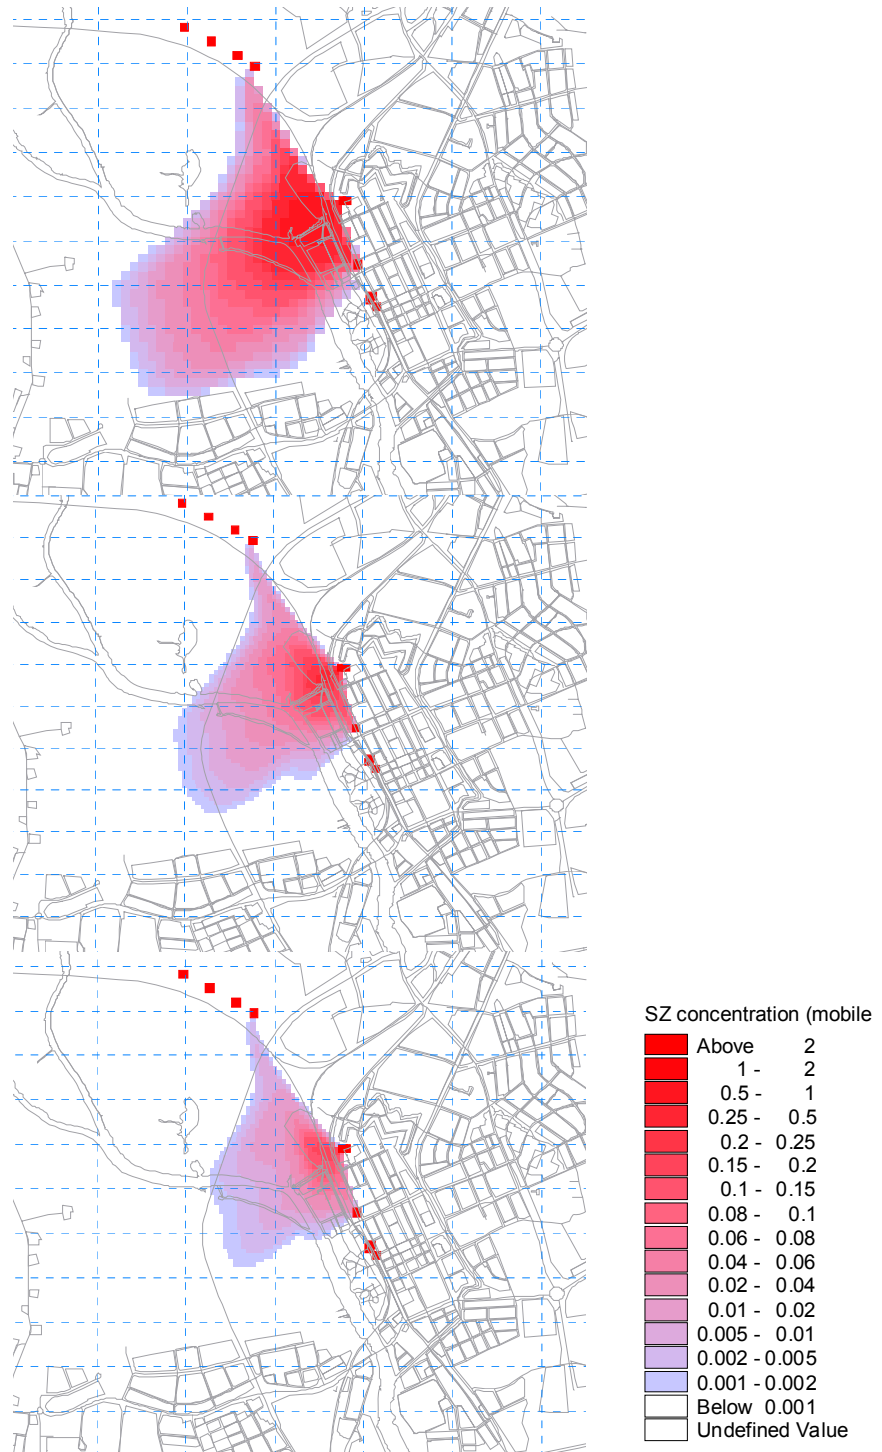 SZ concentration (mobile
Above 2
1 - 2
0.5 - 1
0.25 - 0.5
0.2 - 0.25
0.15 - 0.2
0.1 - 0.15
0.08 - 0.1
0.06 - 0.08
0.04 - 0.06
0.02 - 0.04
0.01 - 0.02
0.005 - 0.01
0.002 - 0.005
0.001 - 0.002
Below 0.001
Undefined Value